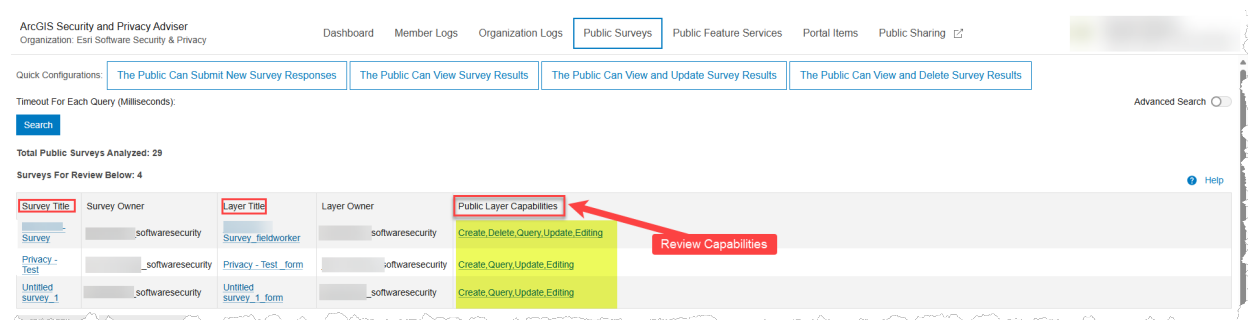 ArcGIS Security and Privacy Adviser
Organization: Esri Software Security & Privacy
Dashboard Member Logs Organization Logs Public Surveys Public Feature Services Portal Items Public Sharing
Quick Configurations: The Public Can Submit New Survey Responses The Public Can View Survey Results The Public Can View and Update Survey Results The Public Can View and Delete Survey Results
Timeout For Each Query (Milliseconds): Advanced Search
Search
Total Public Surveys Analyzed: 29
Surveys For Review Below: 4
Help
Survey Title Survey Owner Layer Title Layer Owner Public Layer Capabilities
Survey _softwaresecurity Survey_fieldworker softwaresecurity Create,Delete,Query,Update,Editing
Review Capabilities
Privacy -
Test _softwaresecurity Privacy - Test _form softwaresecurity Create,Query,Update,Editing
Untitled
survey_1 _softwaresecurity Untitled
survey_1_form _softwaresecurity Create,Query,Update,Editing